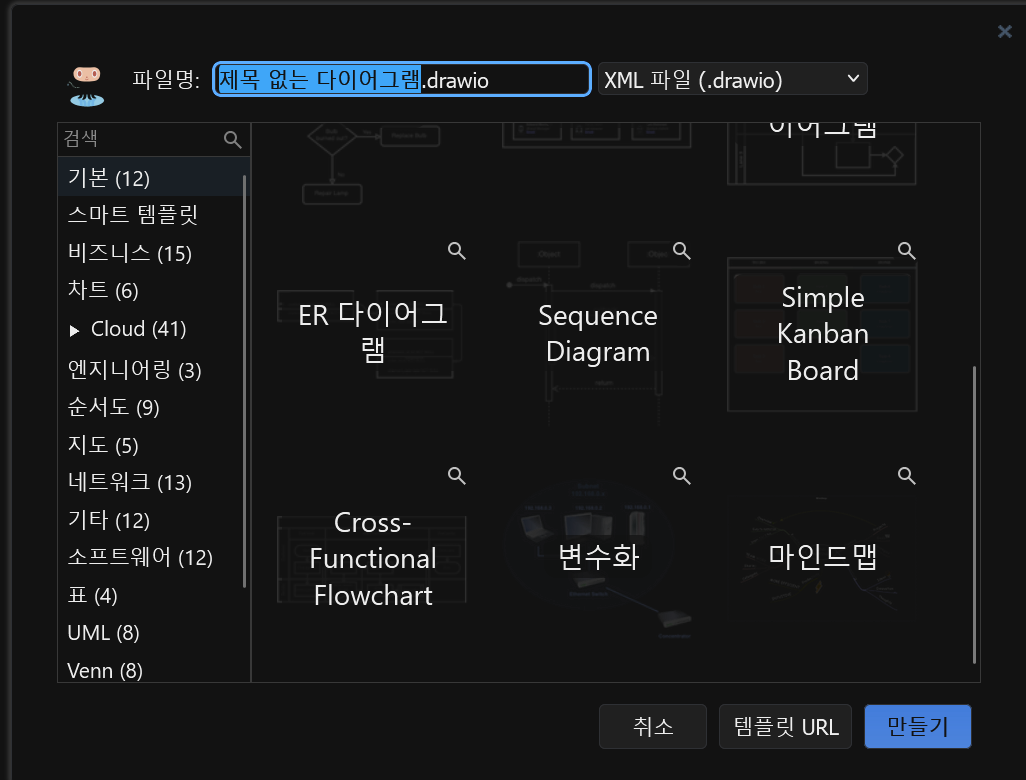 파일명:
제목 없는 다이어그램.drawio
XML 파일 (.drawio)
검색
기본 (12)
스마트 템플릿
비즈니스 (15)
차트 (6)
Cloud (41)
엔지니어링 (3)
순서도 (9)
지도 (5)
네트워크 (13)
기타 (12)
소프트웨어 (12)
표 (4)
UML (8)
Venn (8)
이어그램
ER 다이어그
램
Object
Object
dispatch
dispatch
return
Sequence
Diagram
Simple
Kanban
Board
Cross-
Functional
Flowchart
변수화
마인드맵
취소
템플릿 URL
만들기